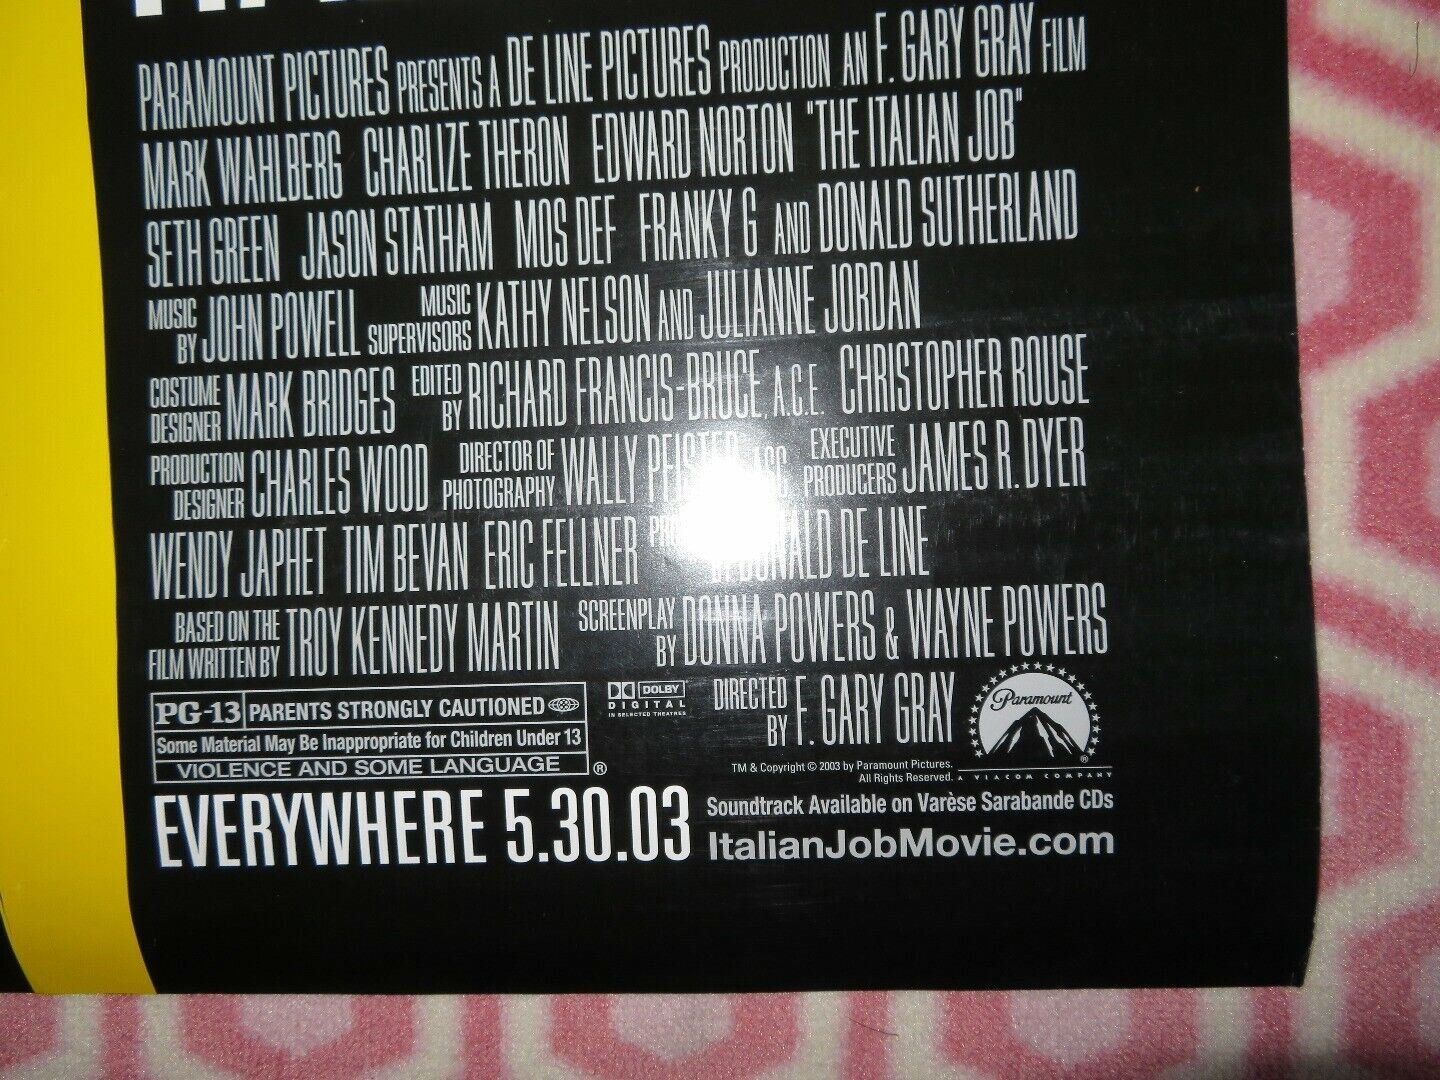 PARAMOUNT PICTURES PRESENTS A DE LINE PICTURES PRODUCTION AN F. GARY GRAY FILM
MARK WAHLBERG CHARLIZE THERON EDWARD NORTON "THE ITALIAN JOB"
SETH GREEN JASON STATHAM MOS DEF FRANKY G AND DONALD SUTHERLAND
MUSIC BY JOHN POWELL MUSIC SUPERVISORS KATHY NELSON AND JULIANNE JORDAN
COSTUME DESIGNER MARK BRIDGES EDITED BY RICHARD FRANCIS-BRUCE, A.C.E. CHRISTOPHER ROUSE
PRODUCTION DESIGNER CHARLES WOOD DIRECTOR OF PHOTOGRAPHY WALLY EXECUTIVE PRODUCERS JAMES R. DYER
WENDY JAPHET TIM BEVAN ERIC FELLNER DONALD DE LINE
BASED ON THE FILM WRITTEN BY TROY KENNEDY MARTIN SCREENPLAY BY DONNA POWERS & WAYNE POWERS
PG-13 PARENTS STRONGLY CAUTIONED
Some Material May Be Inappropriate for Children Under 13
VIOLENCE AND SOME LANGUAGE ®
DOLBY
DIGITAL
IN SELECTED THEATRES
DIRECTED BY F. GARY GRAY
Paramount ®
TM & Copyright © 2003 by Paramount Pictures.
All Rights Reserved. A VIACOM COMPANY
EVERYWHERE 5.30.03
Soundtrack Available on Varèse Sarabande CDs
ItalianJobMovie.com